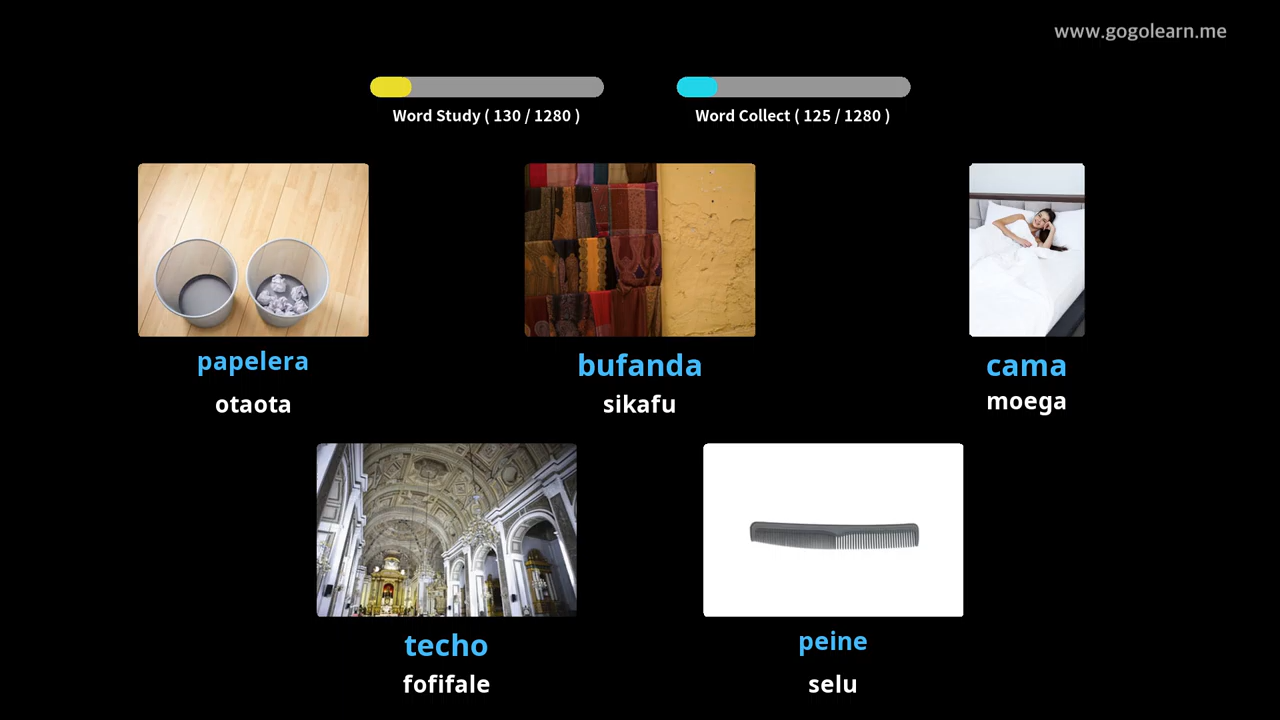 www.gogolearn.me
Word Study ( 130 / 1280 )
Word Collect ( 125 / 1280 )
papelera
otaota
bufanda
sikafu
cama
moega
techo
fofifale
peine
selu